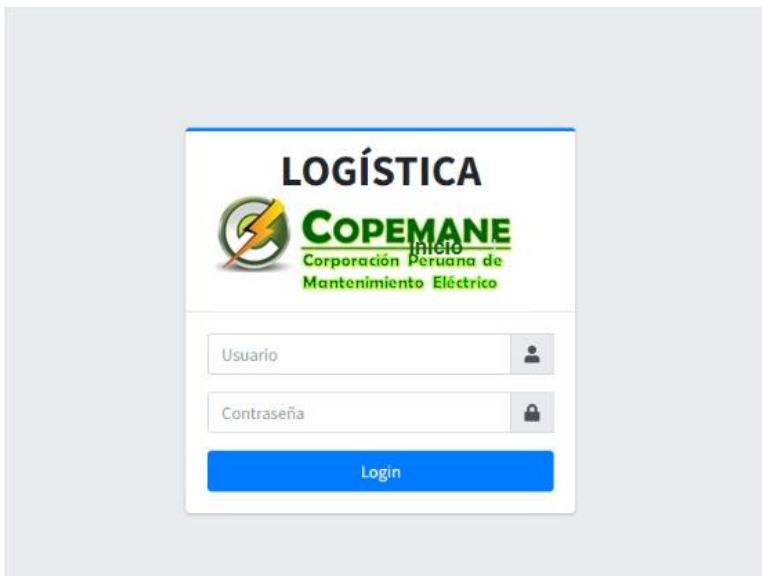 LOGÍSTICA
COPEMANE
Inicio
Corporación Peruana de
Mantenimiento Eléctrico
Usuario
Contraseña
Login